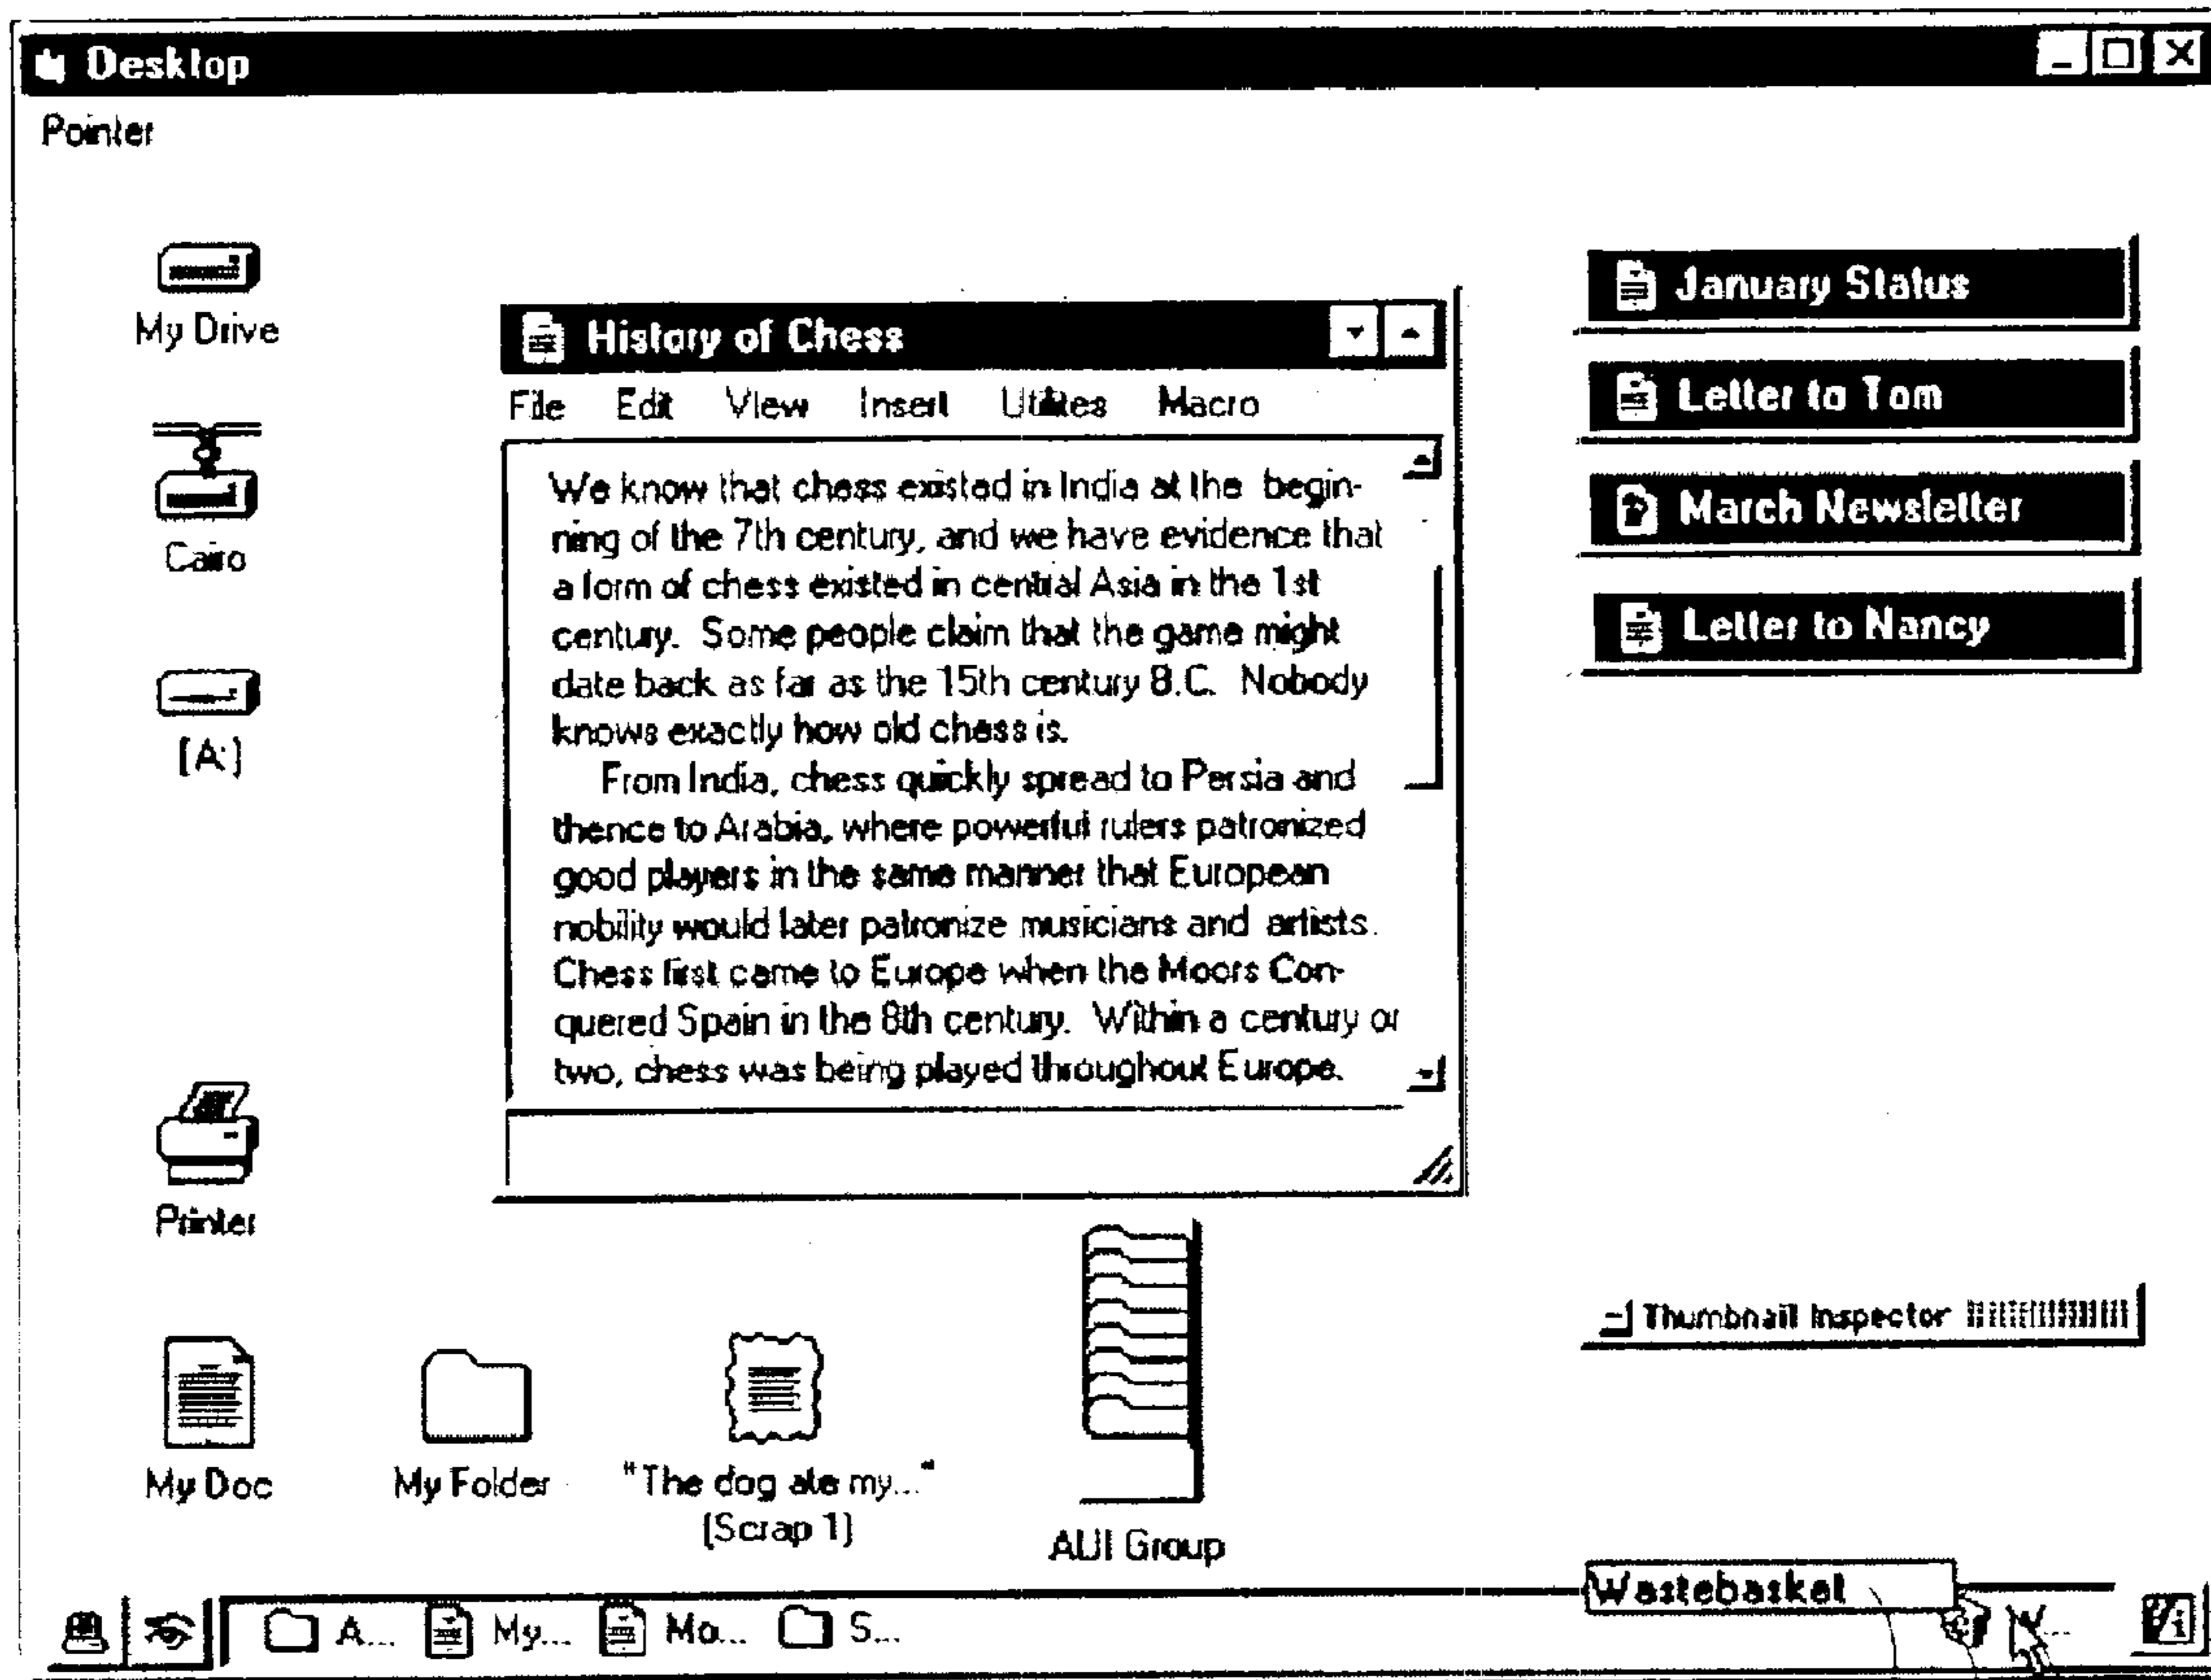 Desktop
Pointer
My Drive
Cairo
[A:]
Printer
My Doc
My Folder
"The dog ate my..."
(Scrap 1)
AUI Group
History of Chess
File Edit View Insert Utilites Macro
We know that chess existed in India at the begin-
ning of the 7th century, and we have evidence that
a form of chess existed in central Asia in the 1st
century. Some people claim that the game might
date back as far as the 15th century B.C. Nobody
knows exactly how old chess is.
From India, chess quickly spread to Persia and
thence to Arabia, where powerful rulers patronized
good players in the same manner that European
nobility would later patronize musicians and artists.
Chess first came to Europe when the Moors Con-
quered Spain in the 8th century. Within a century or
two, chess was being played throughout Europe.
January Status
Letter to Tom
March Newsletter
Letter to Nancy
Thumbnail Inspector
Wastebasket
A... My... Mo... S... W...